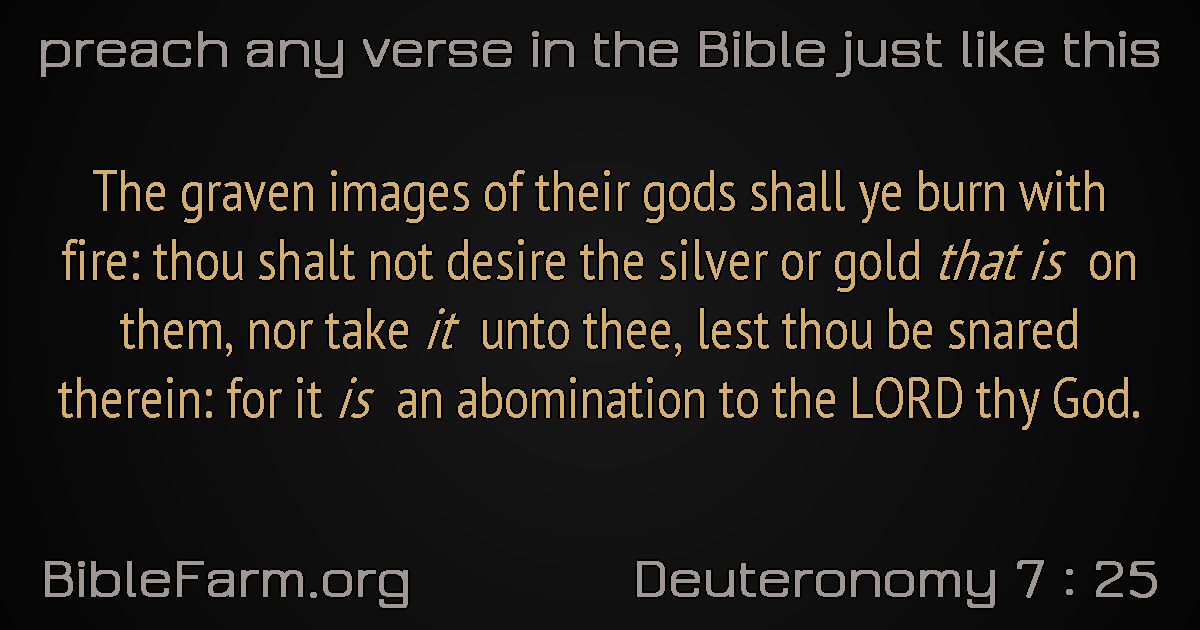 preach any verse in the Bible just like this
The graven images of their gods shall ye burn with
fire: thou shalt not desire the silver or gold that is on
them, nor take it unto thee, lest thou be snared
therein: for it is an abomination to the LORD thy God.
BibleFarm.org
Deuteronomy 7 : 25